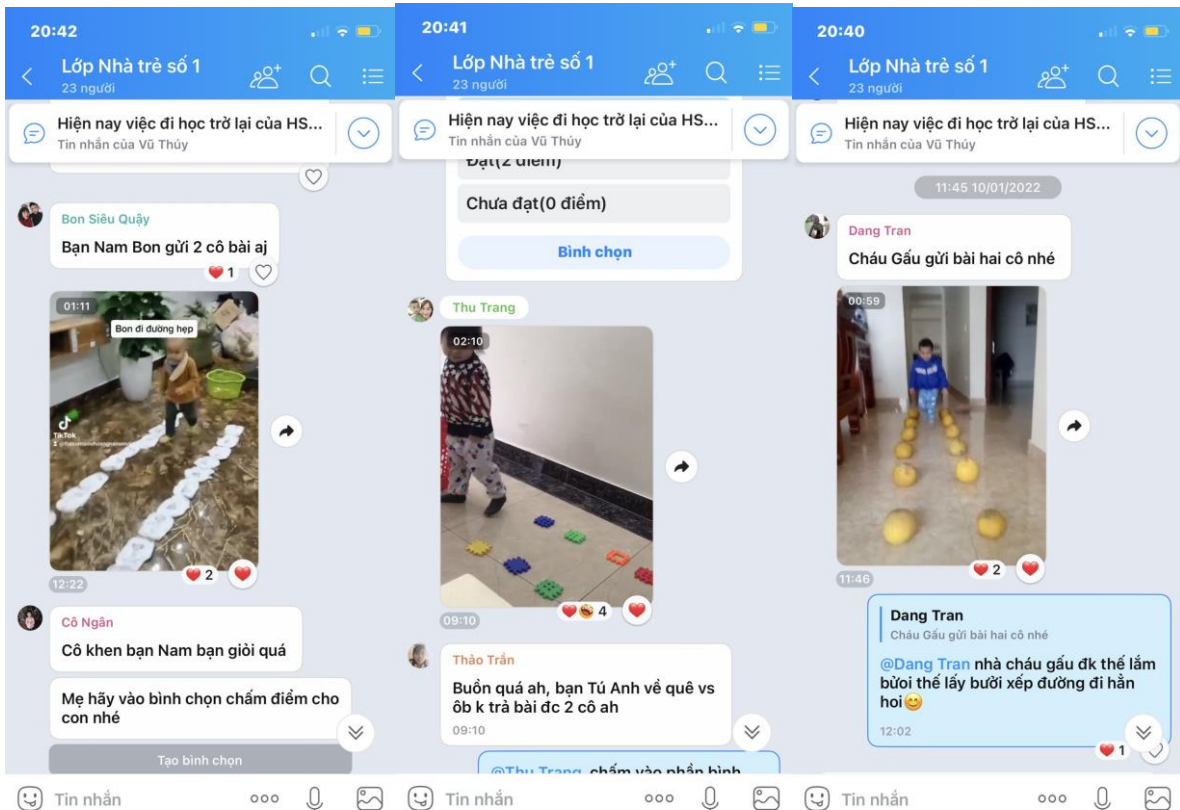 20:42
Lớp Nhà trẻ số 1
23 người
Hiện nay việc đi học trở lại của HS...
Tin nhắn của Vũ Thúy
Bon Siêu Quậy
Bạn Nam Bon gửi 2 cô bài aj
1
01:11
Bon đi đường hẹp
TikTok
12:22
2
Cô Ngân
Cô khen bạn Nam bạn giỏi quá
Mẹ hãy vào bình chọn chấm điểm cho
con nhé
Tạo bình chọn
Tin nhắn
20:41
Lớp Nhà trẻ số 1
23 người
Hiện nay việc đi học trở lại của HS...
Tin nhắn của Vũ Thúy
Đạt(2 điểm)
Chưa đạt(0 điểm)
Bình chọn
Thu Trang
02:10
4
09:10
Thảo Trần
Buồn quá ah, bạn Tú Anh về quê vs
ôb k trả bài đc 2 cô ah
09:10
@Thu Trang chấm vào phần bình
Tin nhắn
20:40
Lớp Nhà trẻ số 1
23 người
Hiện nay việc đi học trở lại của HS...
Tin nhắn của Vũ Thúy
11:45 10/01/2022
Dang Tran
Cháu Gấu gửi bài hai cô nhé
00:59
2
11:46
Dang Tran
Cháu Gấu gửi bài hai cô nhé
@Dang Tran nhà cháu gấu đk thế lắm
bửoi thế lấy bưởi xếp đường đi hẳn
hoi😊
12:02
1
Tin nhắn